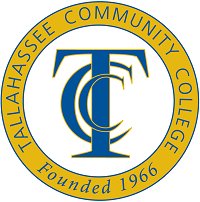 TALLAHASSEE COMMUNITY COLLEGE
TCC
Founded 1966